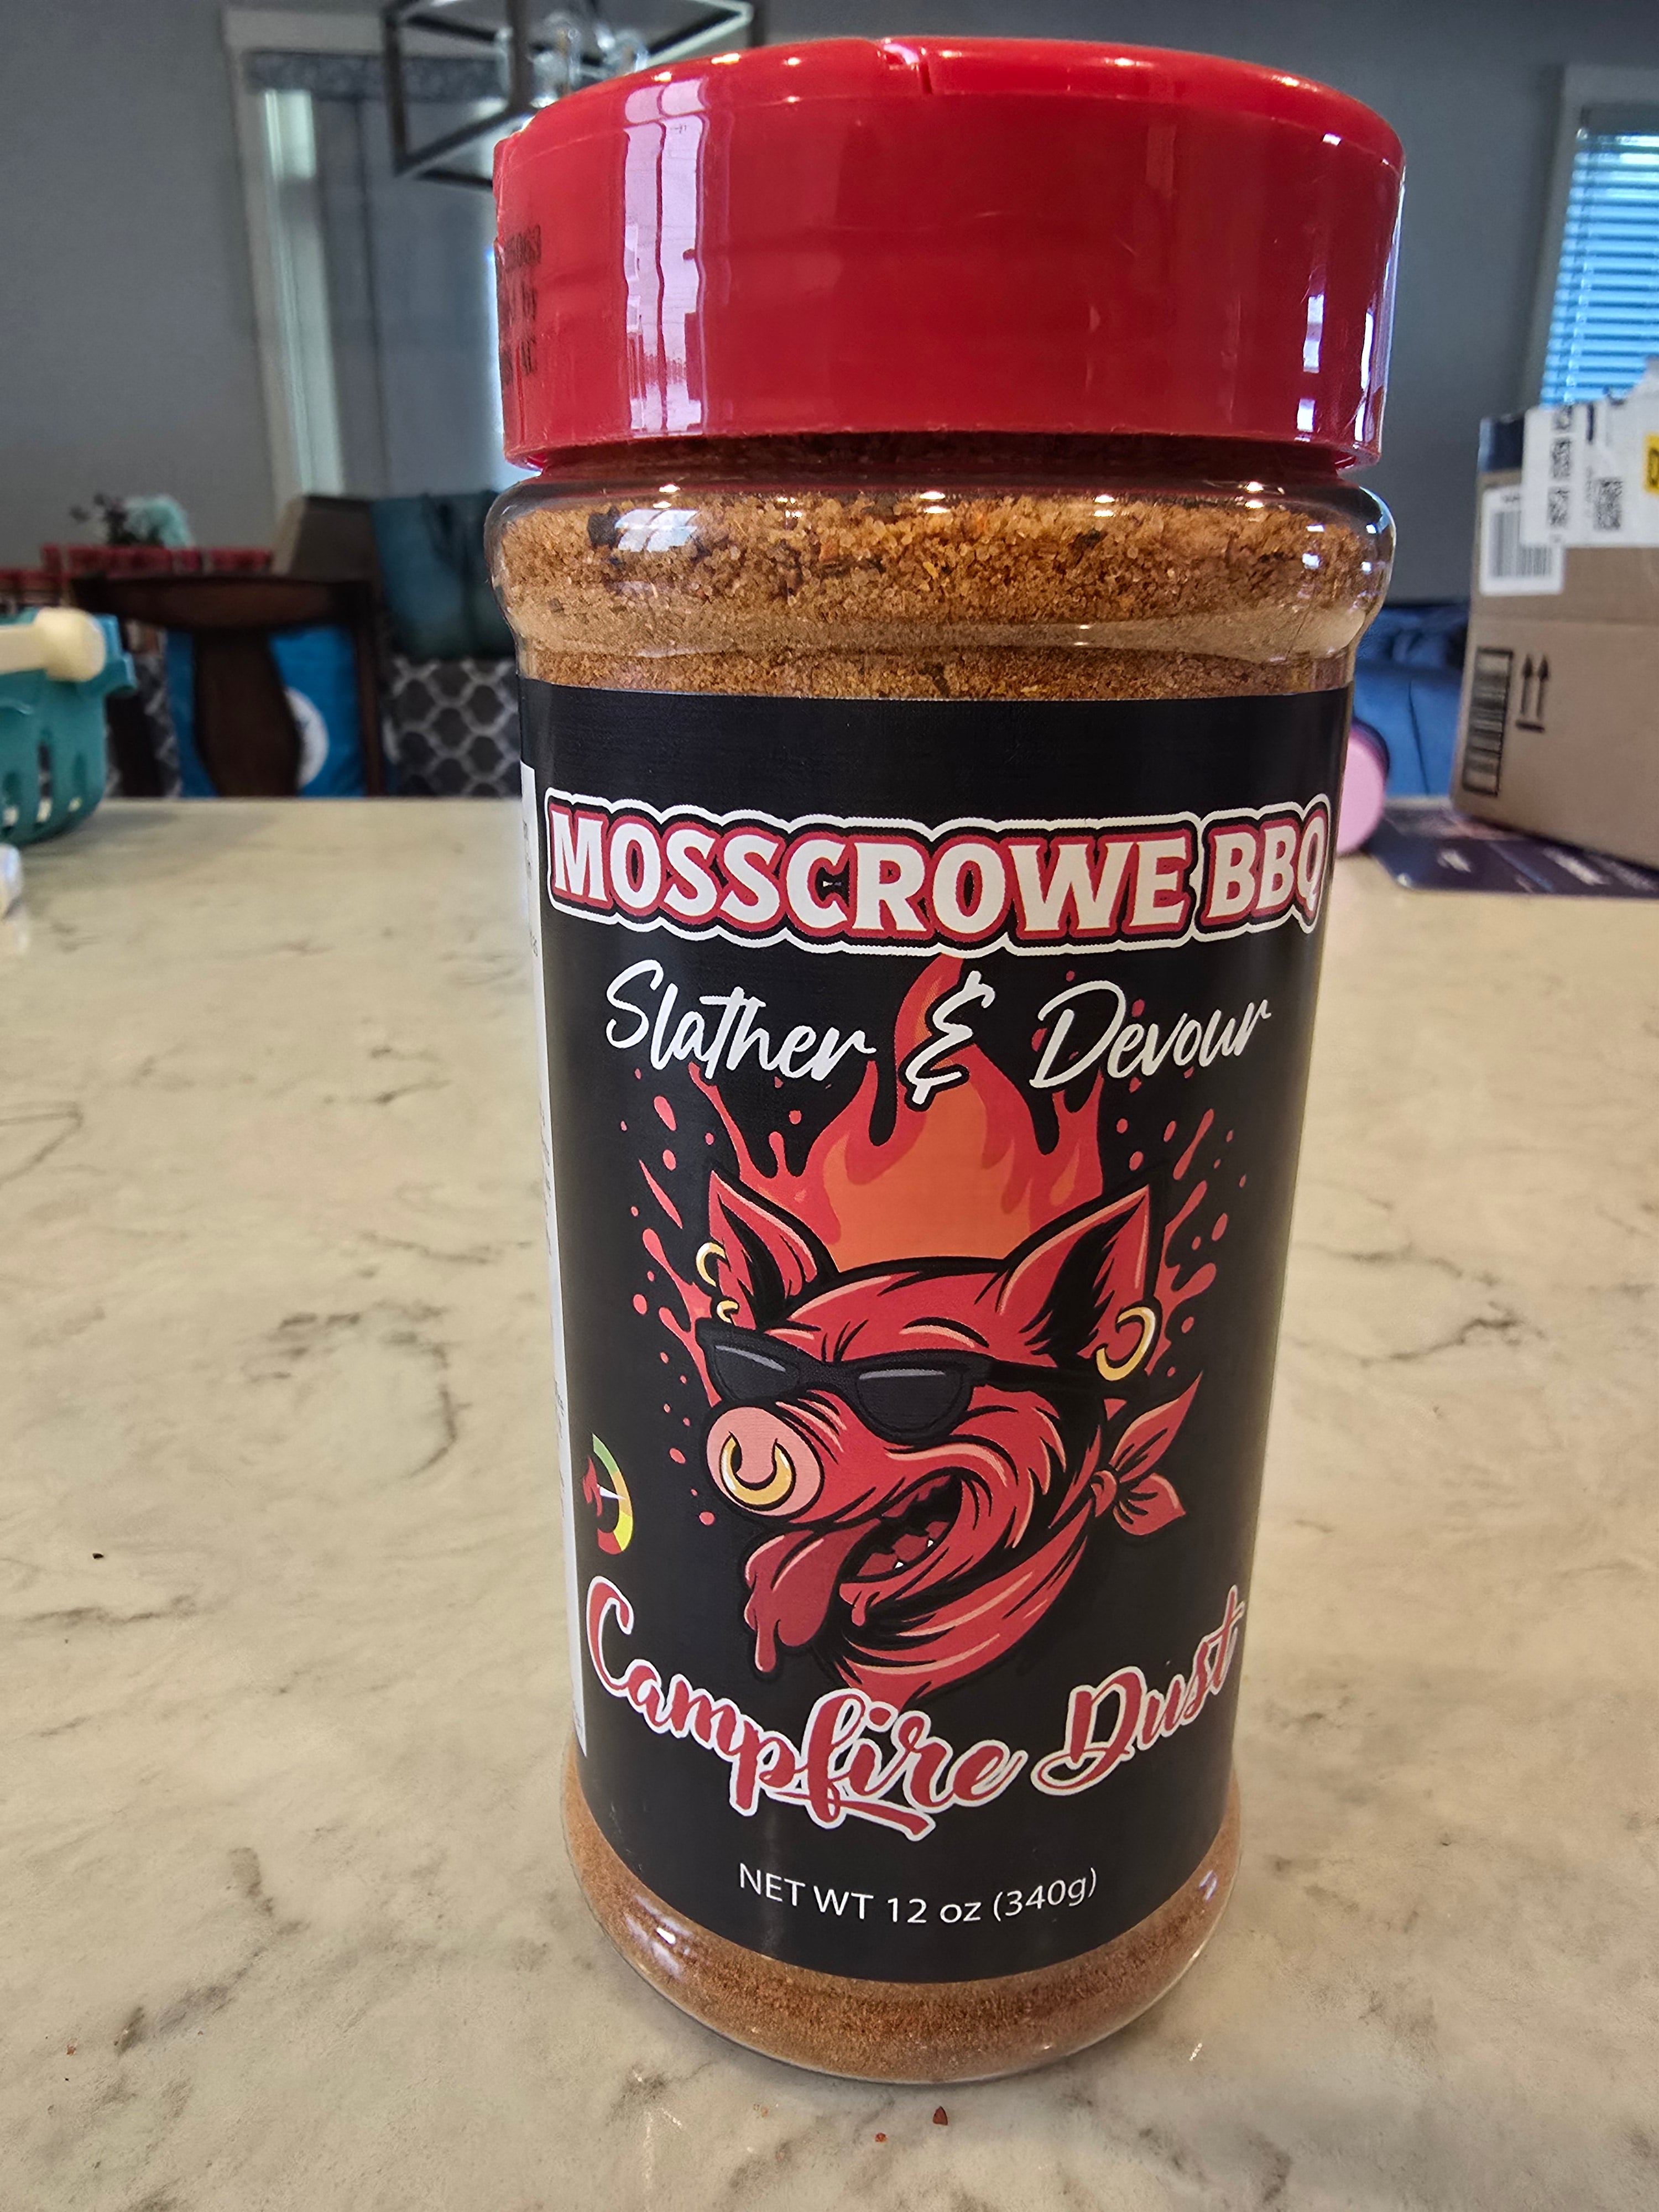 MOSSCROWE BBQ
Slather & Devour
Campfire Dust
NET WT 12 oz (340g)